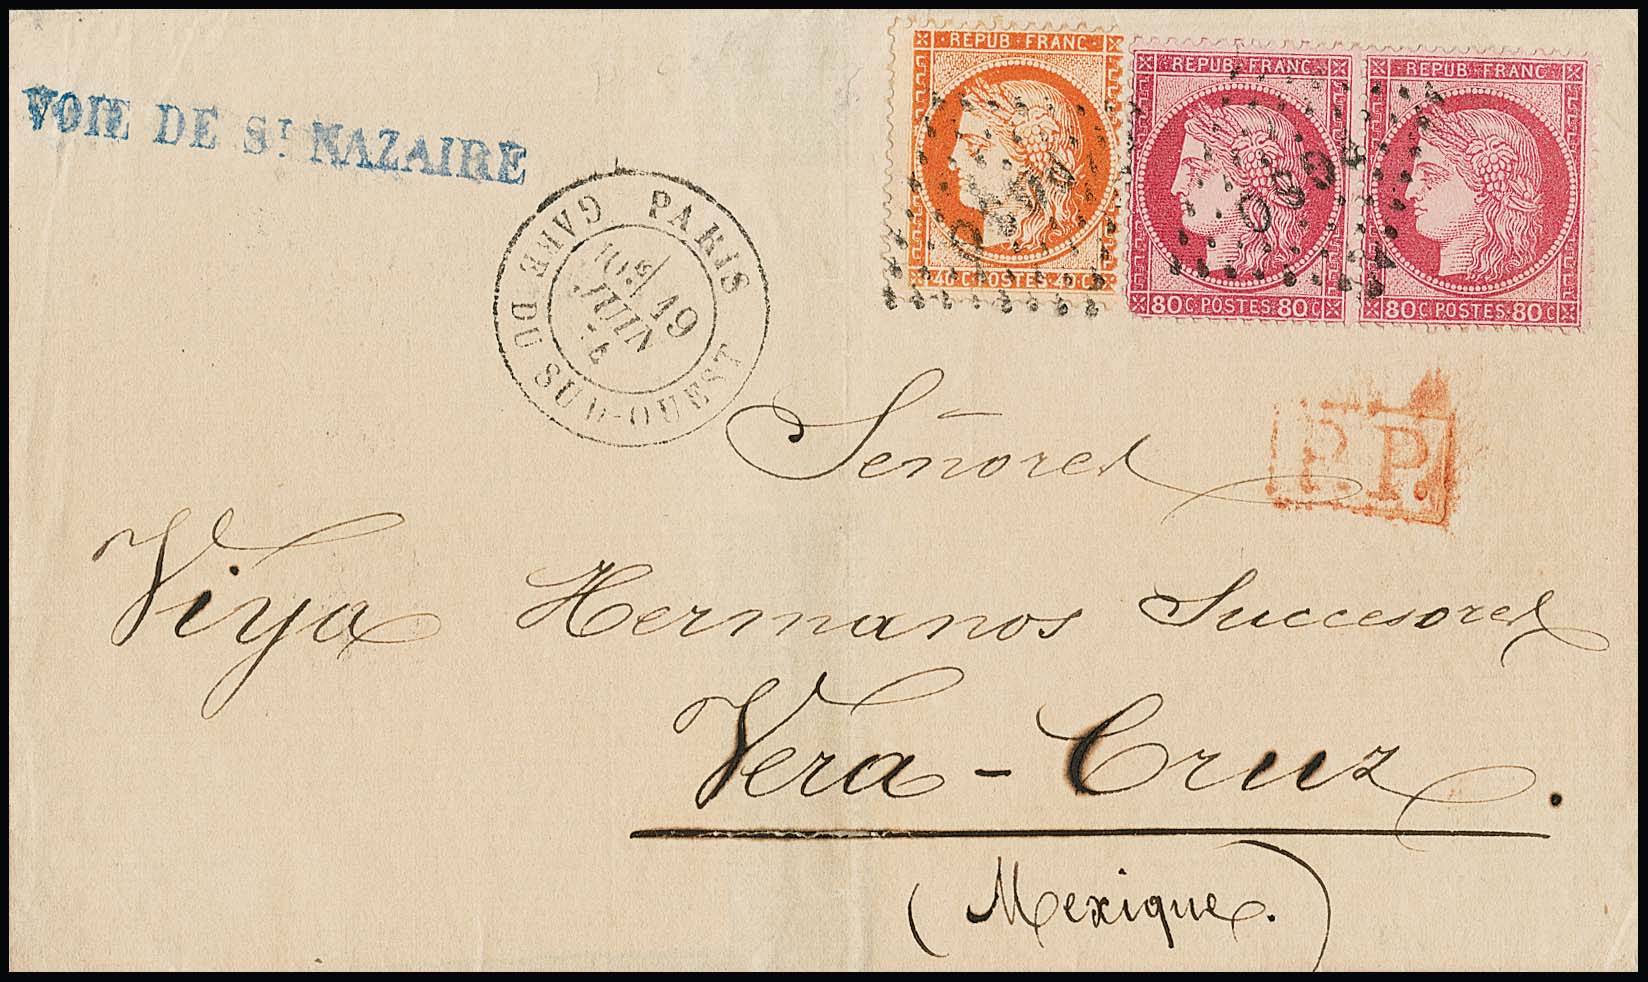 VOIE DE ST NAZAIRE
REPUB FRANC
40 C POSTES 40 C
REPUB FRANC
80 C POSTES 80 C
REPUB FRANC
80 C POSTES 80 C
PARIS
GARE DU SUD-OUEST
19
JUIN
P.P.
Señores
Viya Hermanos Succesores
Vera-Cruz.
(Mexique.)